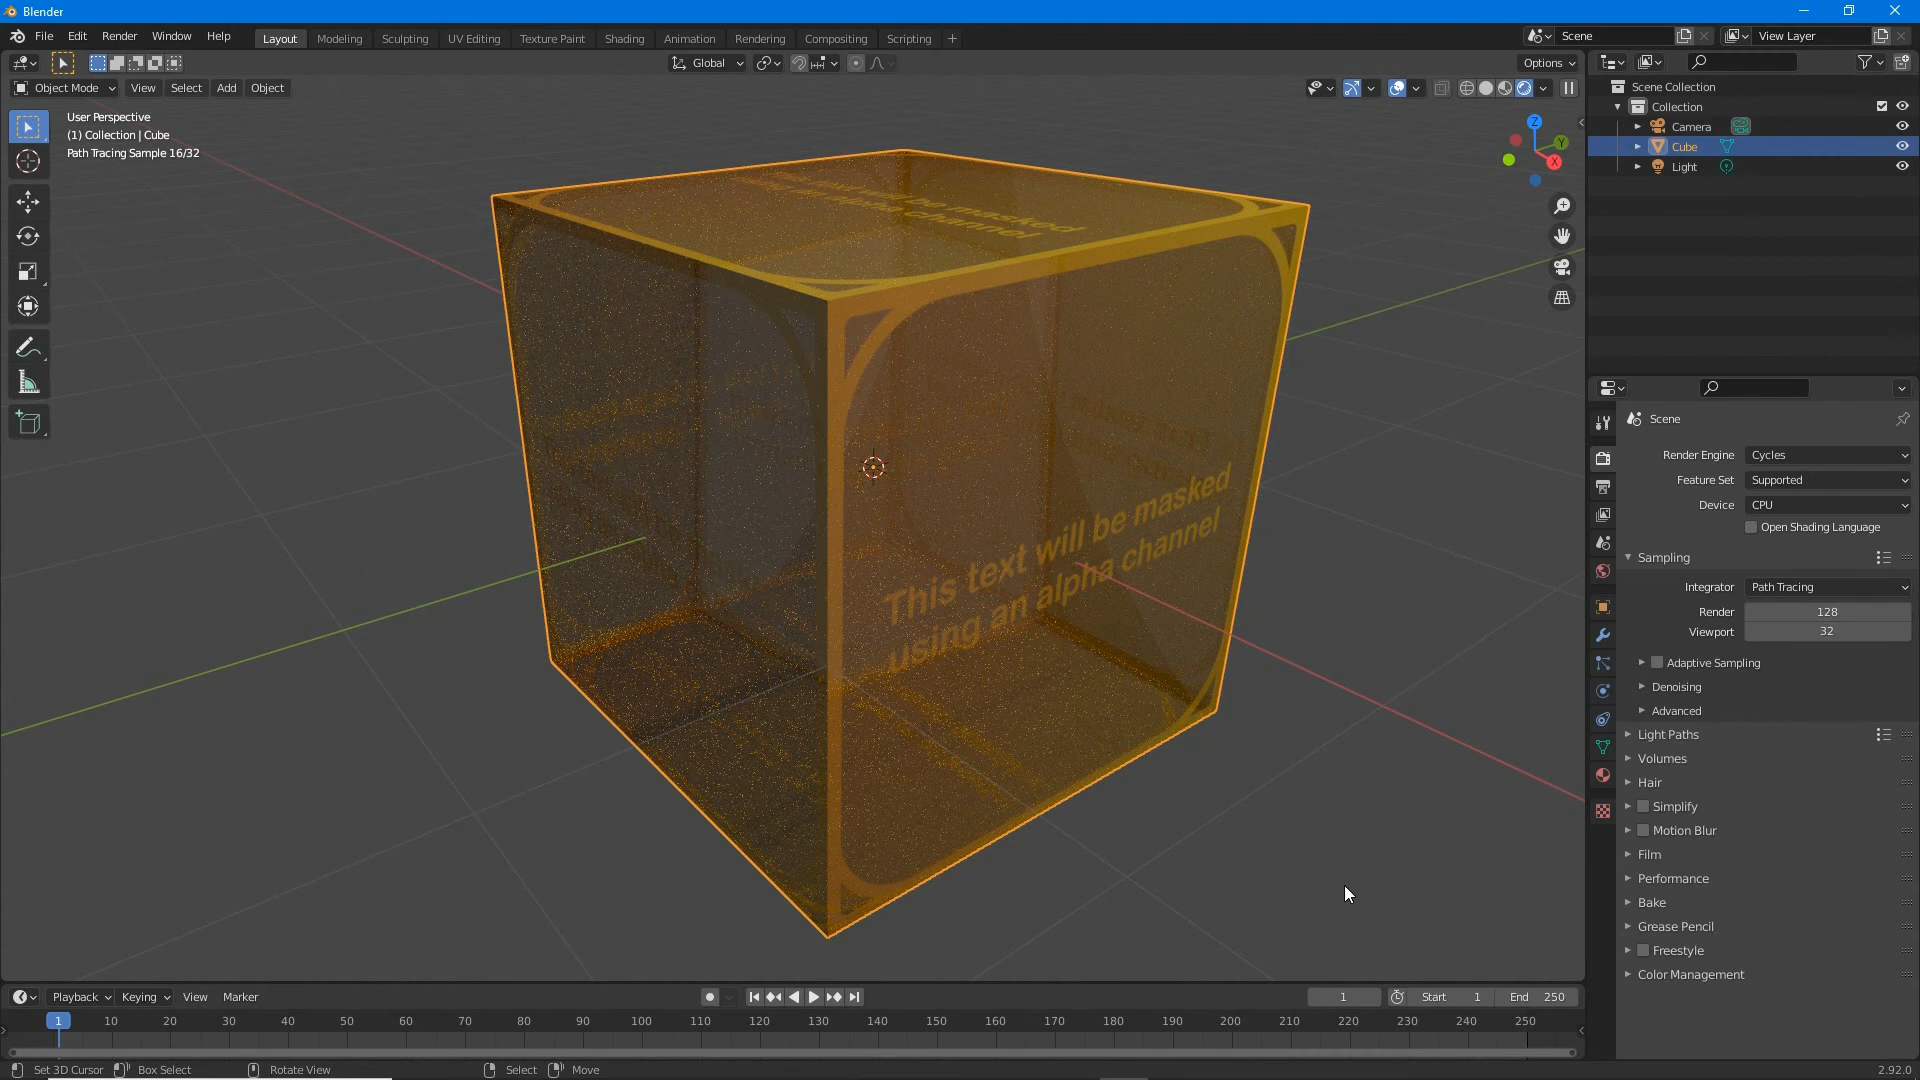 Blender
File Edit Render Window Help Layout Modeling Sculpting UV Editing Texture Paint Shading Animation Rendering Compositing Scripting + Scene View Layer
Global Options
Object Mode View Select Add Object
User Perspective
(1) Collection | Cube
Path Tracing Sample 16/32
Z
Y
X
be masked
channel
This text will be masked
using an alpha channel
Scene Collection
Collection
Camera
Cube
Light
Scene
Render Engine Cycles
Feature Set Supported
Device CPU
Open Shading Language
Sampling
Integrator Path Tracing
Render 128
Viewport 32
Adaptive Sampling
Denoising
Advanced
Light Paths
Volumes
Hair
Simplify
Motion Blur
Film
Performance
Bake
Grease Pencil
Freestyle
Color Management
Playback Keying View Marker 1 Start 1 End 250
1 10 20 30 40 50 60 70 80 90 100 110 120 130 140 150 160 170 180 190 200 210 220 230 240 250
Set 3D Cursor Box Select Rotate View Select Move 2.92.0